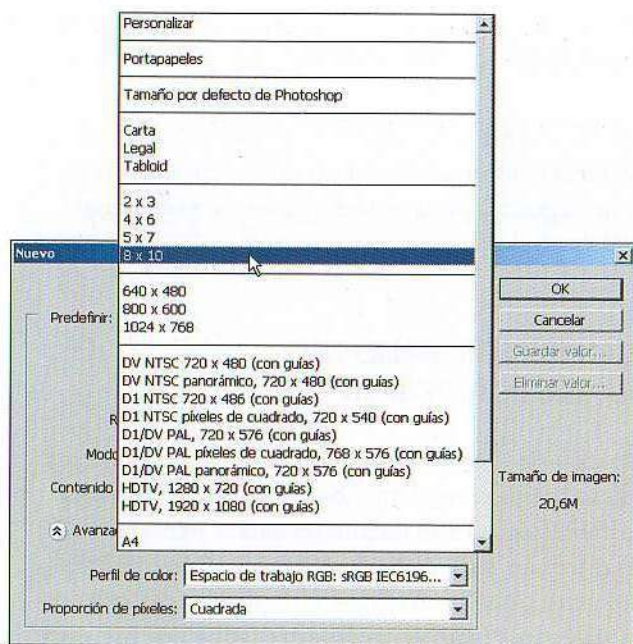 Personalizar
Portapapeles
Tamaño por defecto de Photoshop
Carta
Legal
Tabloid
2 x 3
4 x 6
5 x 7
8 x 10
Nuevo
OK
640 x 480
800 x 600
Predefinir:
1024 x 768
Cancelar
Guardar valor...
DV NTSC 720 x 480 (con guías)
DV NTSC panorámico, 720 x 480 (con guías)
Eliminar valor...
D1 NTSC 720 x 486 (con guías)
D1 NTSC píxeles de cuadrado, 720 x 540 (con guías)
D1/DV PAL, 720 x 576 (con guías)
Modo
D1/DV PAL píxeles de cuadrado, 768 x 576 (con guías)
D1/DV PAL panorámico, 720 x 576 (con guías)
Tamaño de imagen:
Contenido
HDTV, 1280 x 720 (con guías)
HDTV, 1920 x 1080 (con guías)
20,6M
Avanza
A4
Perfil de color: Espacio de trabajo RGB: sRGB IEC6196...
Proporción de píxeles: Cuadrada